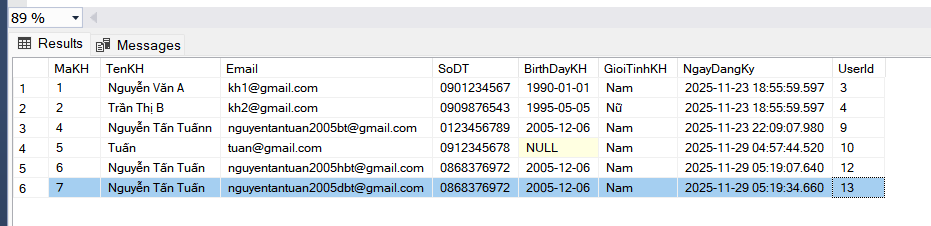 89 %
Results Messages
MaKH TenKH Email SoDT BirthDayKH GioiTinhKH NgayDangKy UserId
1 1 Nguyễn Văn A kh1@gmail.com 0901234567 1990-01-01 Nam 2025-11-23 18:55:59.597 3
2 2 Trần Thị B kh2@gmail.com 0909876543 1995-05-05 Nữ 2025-11-23 18:55:59.597 4
3 4 Nguyễn Tấn Tuấnn nguyentantuan2005bt@gmail.com 0123456789 2005-12-06 Nam 2025-11-23 22:09:07.980 9
4 5 Tuấn tuan@gmail.com 0912345678 NULL Nam 2025-11-29 04:57:44.520 10
5 6 Nguyễn Tấn Tuấn nguyentantuan2005hbt@gmail.com 0868376972 2005-12-06 Nam 2025-11-29 05:19:07.640 12
6 7 Nguyễn Tấn Tuấn nguyentantuan2005dbt@gmail.com 0868376972 2005-12-06 Nam 2025-11-29 05:19:34.660 13